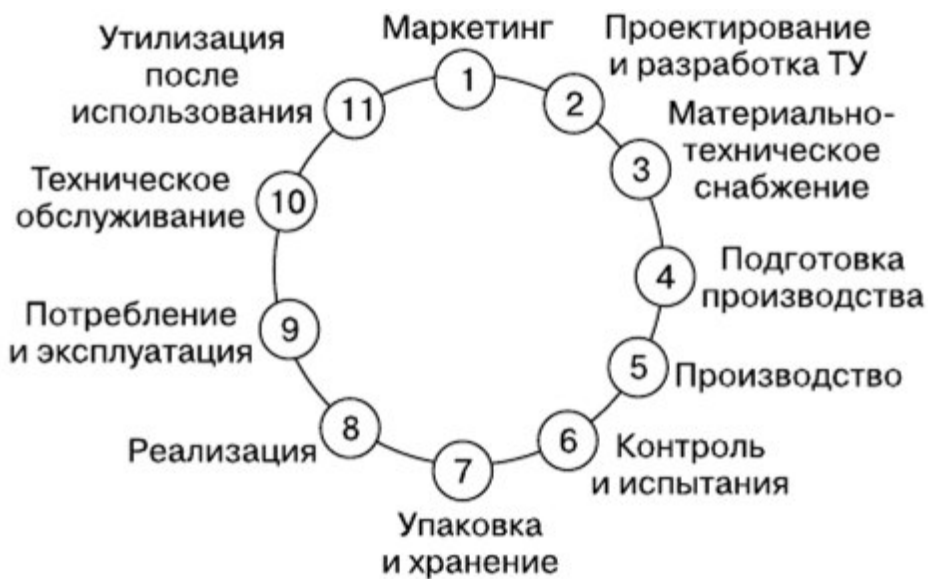 Маркетинг
1
Проектирование
и разработка ТУ
2
Материально-
техническое
снабжение
3
Подготовка
производства
4
Производство
5
Контроль
и испытания
6
Упаковка
и хранение
7
Реализация
8
Потребление
и эксплуатация
9
Техническое
обслуживание
10
Утилизация
после
использования
11